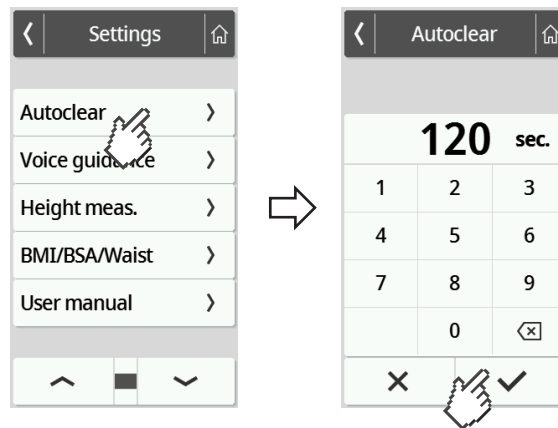 Settings
Autoclear
Voice guidance
Height meas.
BMI/BSA/Waist
User manual
Autoclear
120 sec.
1 2 3
4 5 6
7 8 9
0